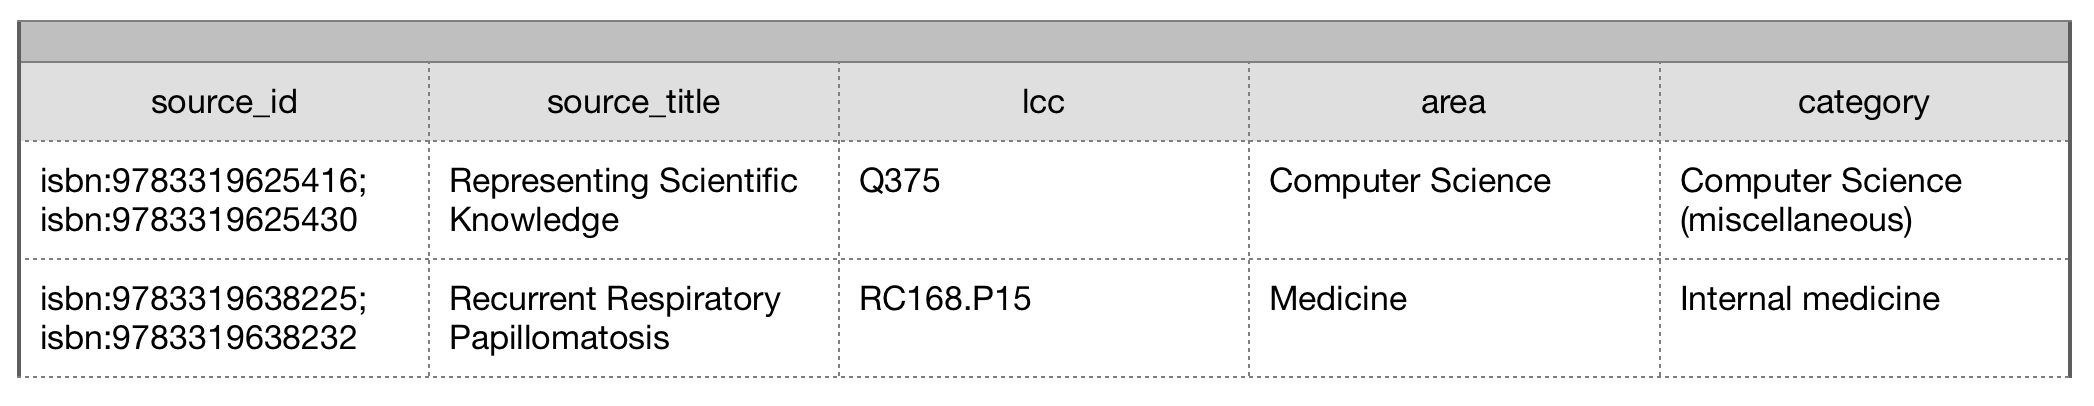 source_id source_title lcc area category
isbn:9783319625416; Representing Scientific Q375 Computer Science Computer Science
isbn:9783319625430 Knowledge (miscellaneous)
isbn:9783319638225; Recurrent Respiratory RC168.P15 Medicine Internal medicine
isbn:9783319638232 Papillomatosis